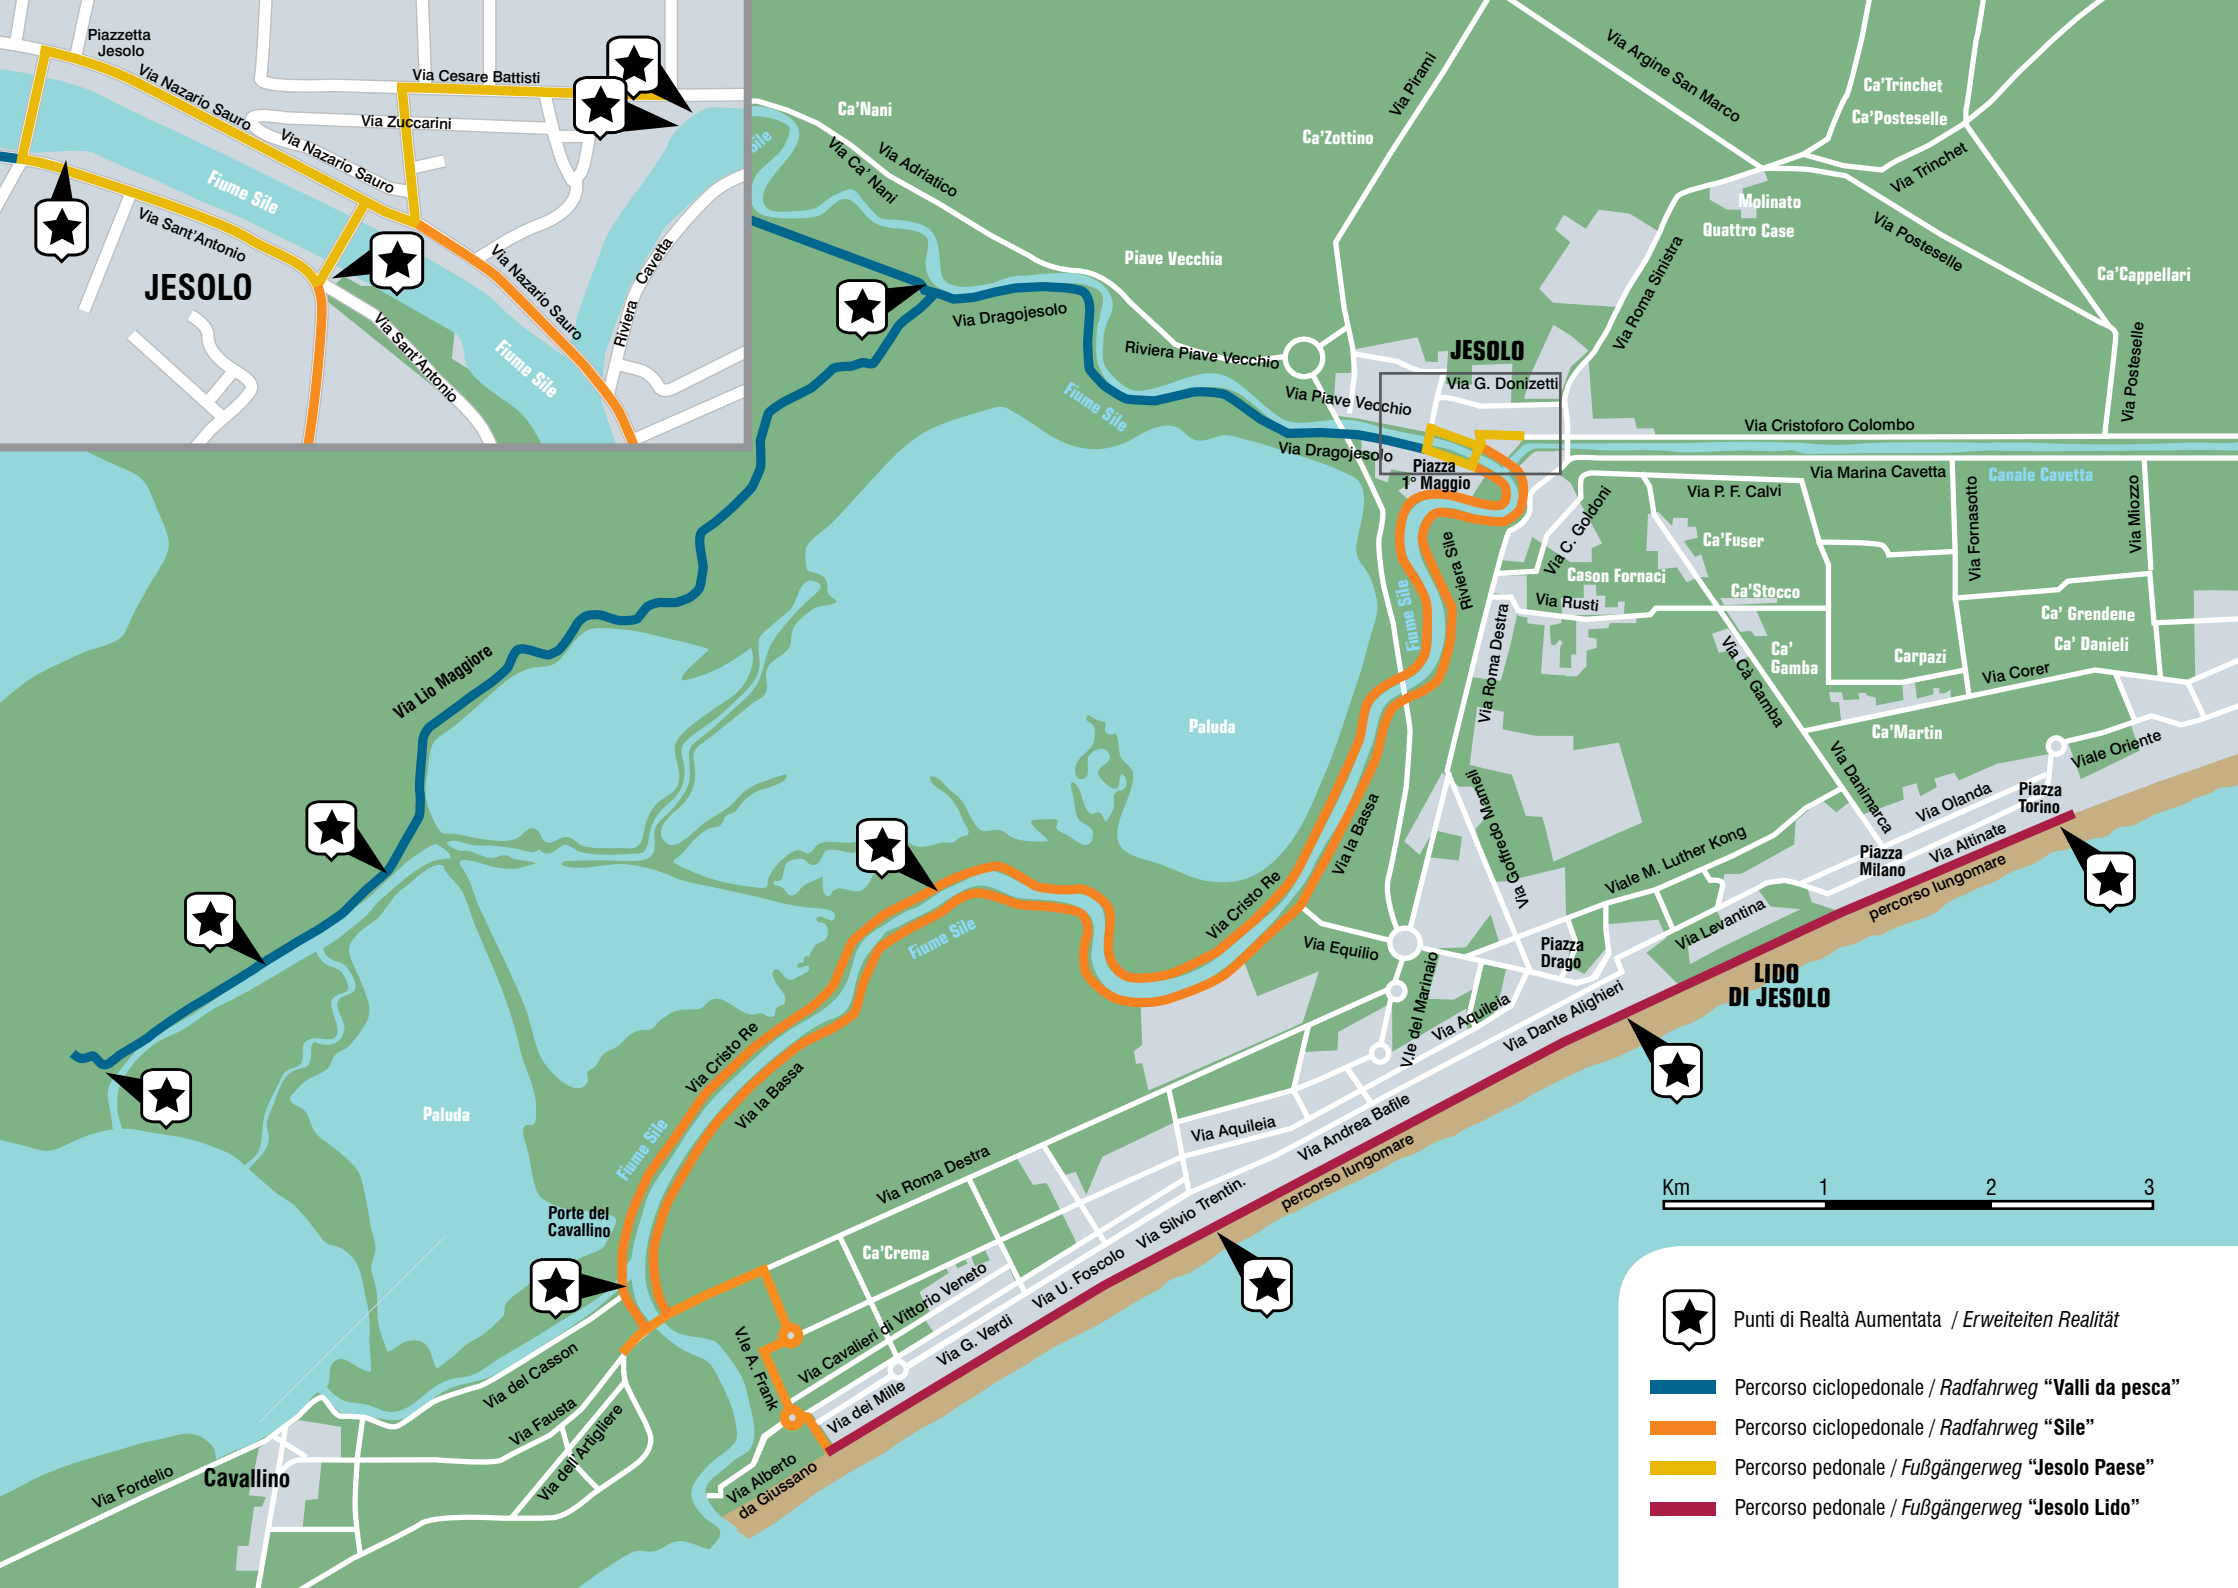 Piazzetta
Jesolo
Via Nazario Sauro
Via Cesare Battisti
Via Zuccarini
Via Nazario Sauro
Fiume Sile
Via Sant'Antonio
JESOLO
Via Nazario Sauro
Riviera Cavetta
Via Sant'Antonio
Fiume Sile
Sile
Ca'Nani
Via Adriatico
Via Ca' Nani
Piave Vecchia
Via Dragojesolo
Riviera Piave Vecchio
Fiume Sile
Ca'Zottino
Via Pirami
Via Argine San Marco
Ca'Trinchet
Ca'Posteselle
Via Trinchet
Molinato
Quattro Case
Via Posteselle
Ca'Cappellari
Via Roma Sinistra
Via Posteselle
JESOLO
Via G. Donizetti
Via Piave Vecchio
Via Dragojesolo
Piazza
1° Maggio
Via Cristoforo Colombo
Via Marina Cavetta
Canale Cavetta
Via P. F. Calvi
Via C. Goldoni
Via Fornasotto
Via Miozzo
Ca'Fuser
Cason Fornaci
Ca'Stocco
Via Rusti
Ca' Grendene
Ca' Danieli
Ca'
Gamba
Carpazi
Via Corer
Via Cà Gamba
Ca'Martin
Riviera Sile
Fiume Sile
Via Roma Destra
Via Lio Maggiore
Paluda
Via Goffredo Mameli
Via Danimarca
Viale Oriente
Piazza
Torino
Via Olanda
Via Altinate
Piazza
Milano
percorso lungomare
Viale M. Luther Kong
Via Levantina
Via la Bassa
Via Cristo Re
Fiume Sile
Via Equilio
Piazza
Drago
V.le del Marinaio
Via Aquileia
Via Dante Alighieri
LIDO
DI JESOLO
Via Cristo Re
Via la Bassa
Paluda
Fiume Sile
Via Aquileia
Via Andrea Bafile
percorso lungomare
Via Roma Destra
Via Silvio Trentin.
Porte del
Cavallino
Ca'Crema
Via U. Foscolo
Via Cavalieri di Vittorio Veneto
Via G. Verdi
V.le A. Frank
Via dei Mille
Via del Casson
Via Fausta
Via dell'Artigliere
Via Alberto
da Giussano
Via Fordelio
Cavallino
Km 1 2 3
Punti di Realtà Aumentata / Erweiteiten Realität
Percorso ciclopedonale / Radfahrweg “Valli da pesca”
Percorso ciclopedonale / Radfahrweg “Sile”
Percorso pedonale / Fußgängerweg “Jesolo Paese”
Percorso pedonale / Fußgängerweg “Jesolo Lido”